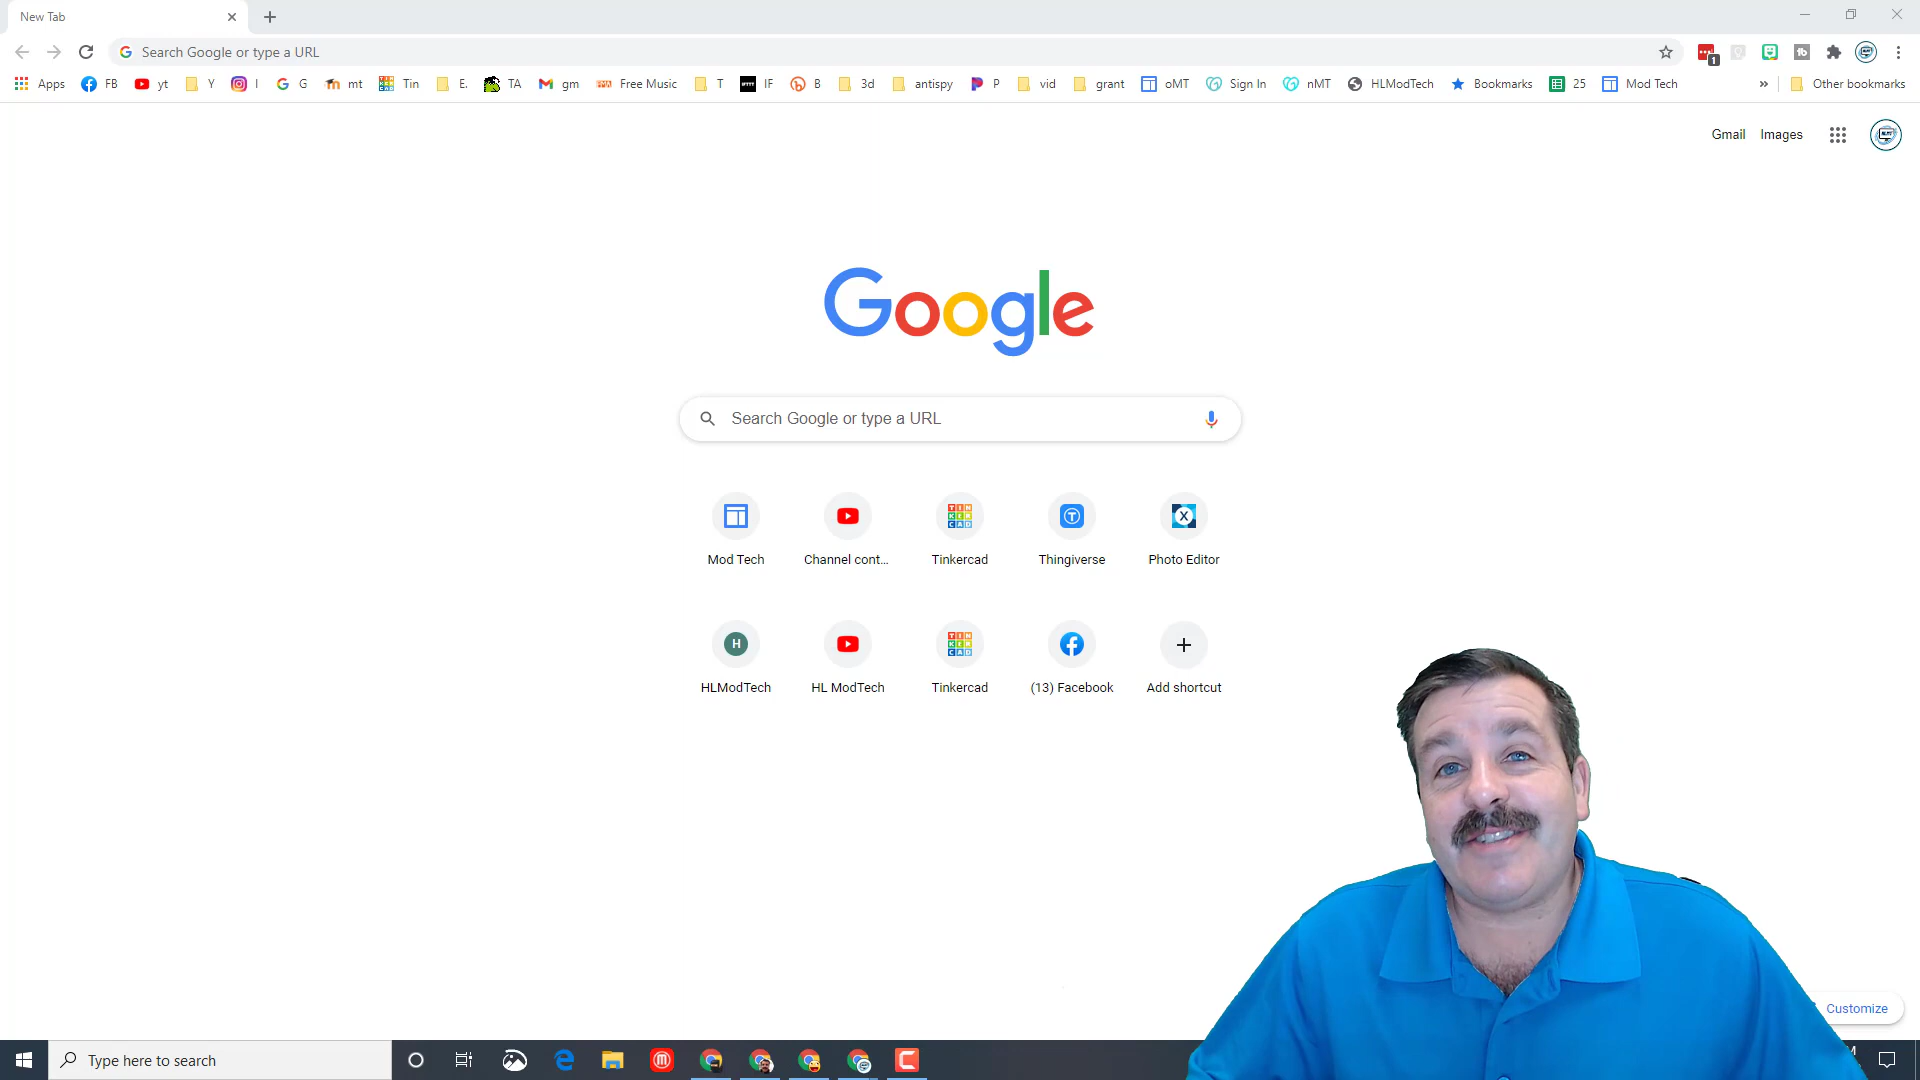 New Tab
Search Google or type a URL
Apps FB yt Y I G mt Tin E. TA gm Free Music T IF B 3d antispy P vid grant oMT Sign In nMT HLModTech Bookmarks 25 Mod Tech » Other bookmarks
Gmail Images
Google
Search Google or type a URL
Mod Tech Channel cont... Tinkercad Thingiverse Photo Editor
H
HLModTech HL ModTech Tinkercad (13) Facebook Add shortcut
Customize
Type here to search